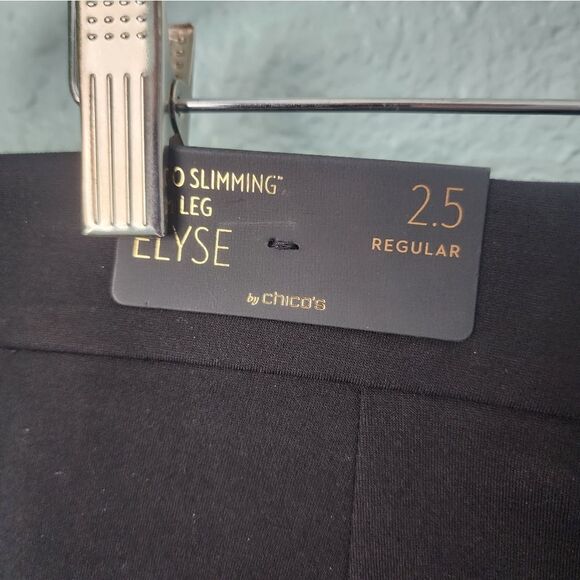 O SLIMMING™
LEG
ELYSE
2.5
REGULAR
by chico's